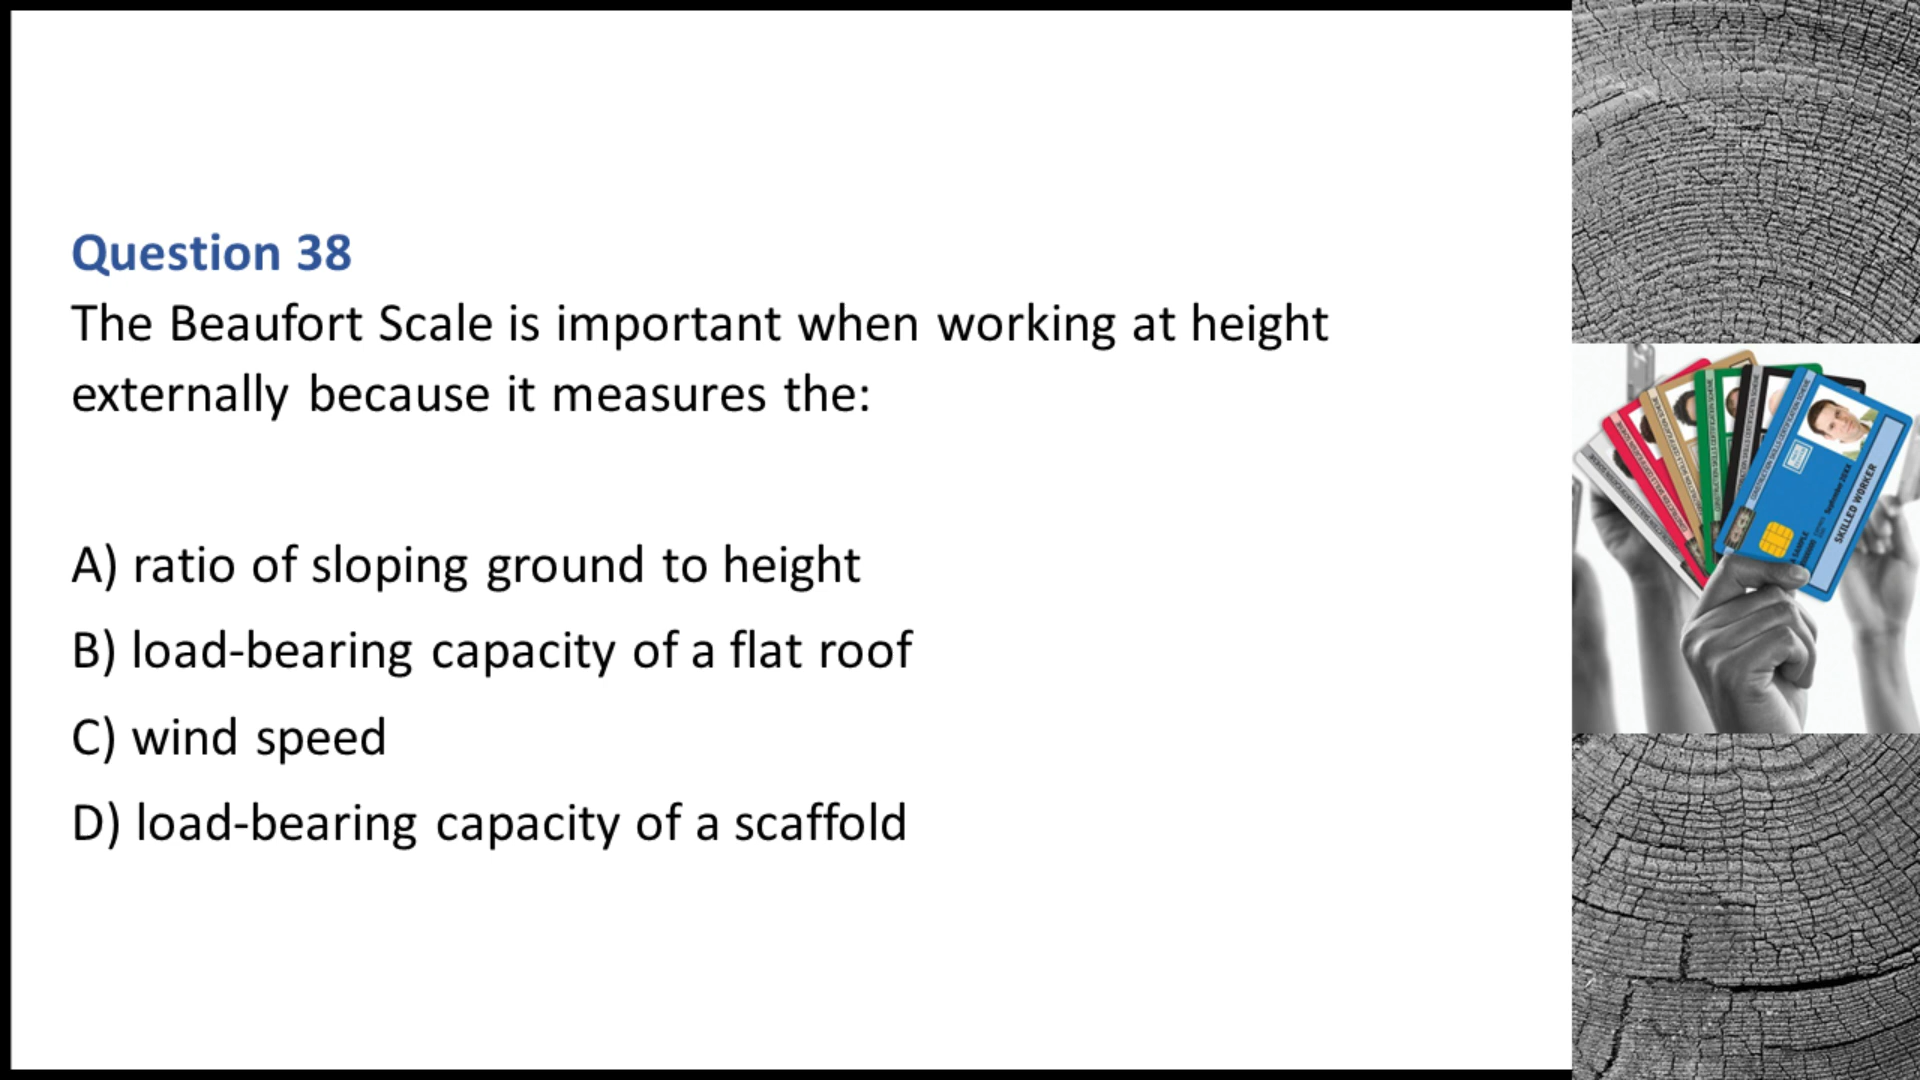 Question 38
The Beaufort Scale is important when working at height
externally because it measures the:
A) ratio of sloping ground to height
B) load-bearing capacity of a flat roof
C) wind speed
D) load-bearing capacity of a scaffold
SKILLED WORKER